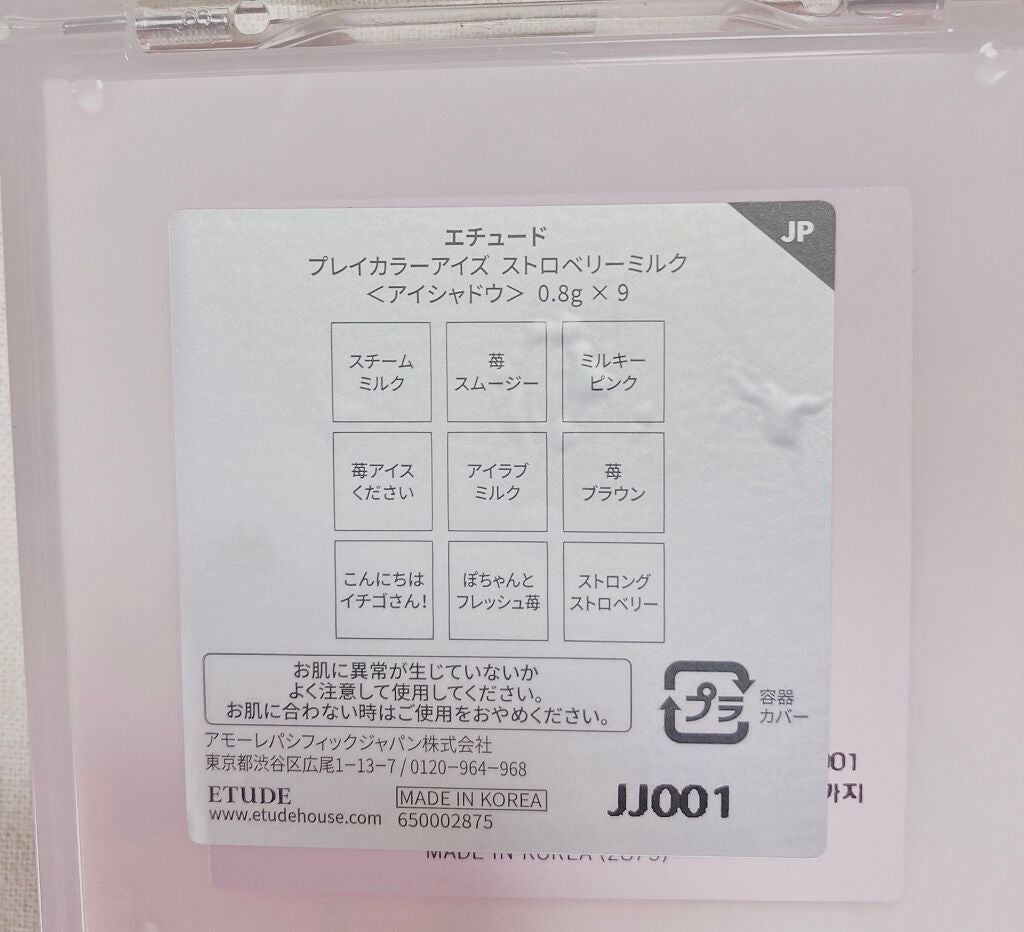 JP
エチュード
プレイカラーアイズ ストロベリーミルク
＜アイシャドウ＞ 0.8g × 9
スチーム
ミルク
苺
スムージー
ミルキー
ピンク
苺アイス
ください
アイラブ
ミルク
苺
ブラウン
こんにちは
イチゴさん!
ぽちゃんと
フレッシュ苺
ストロング
ストロベリー
お肌に異常が生じていないか
よく注意して使用してください。
お肌に合わない時はご使用をおやめください。
プラ
容器
カバー
アモーレパシフィックジャパン株式会社
東京都渋谷区広尾1-13-7 / 0120-964-968
ETUDE
MADE IN KOREA
JJ001
www.etudehouse.com
650002875
001
까지
MADE IN KOREA (2875)